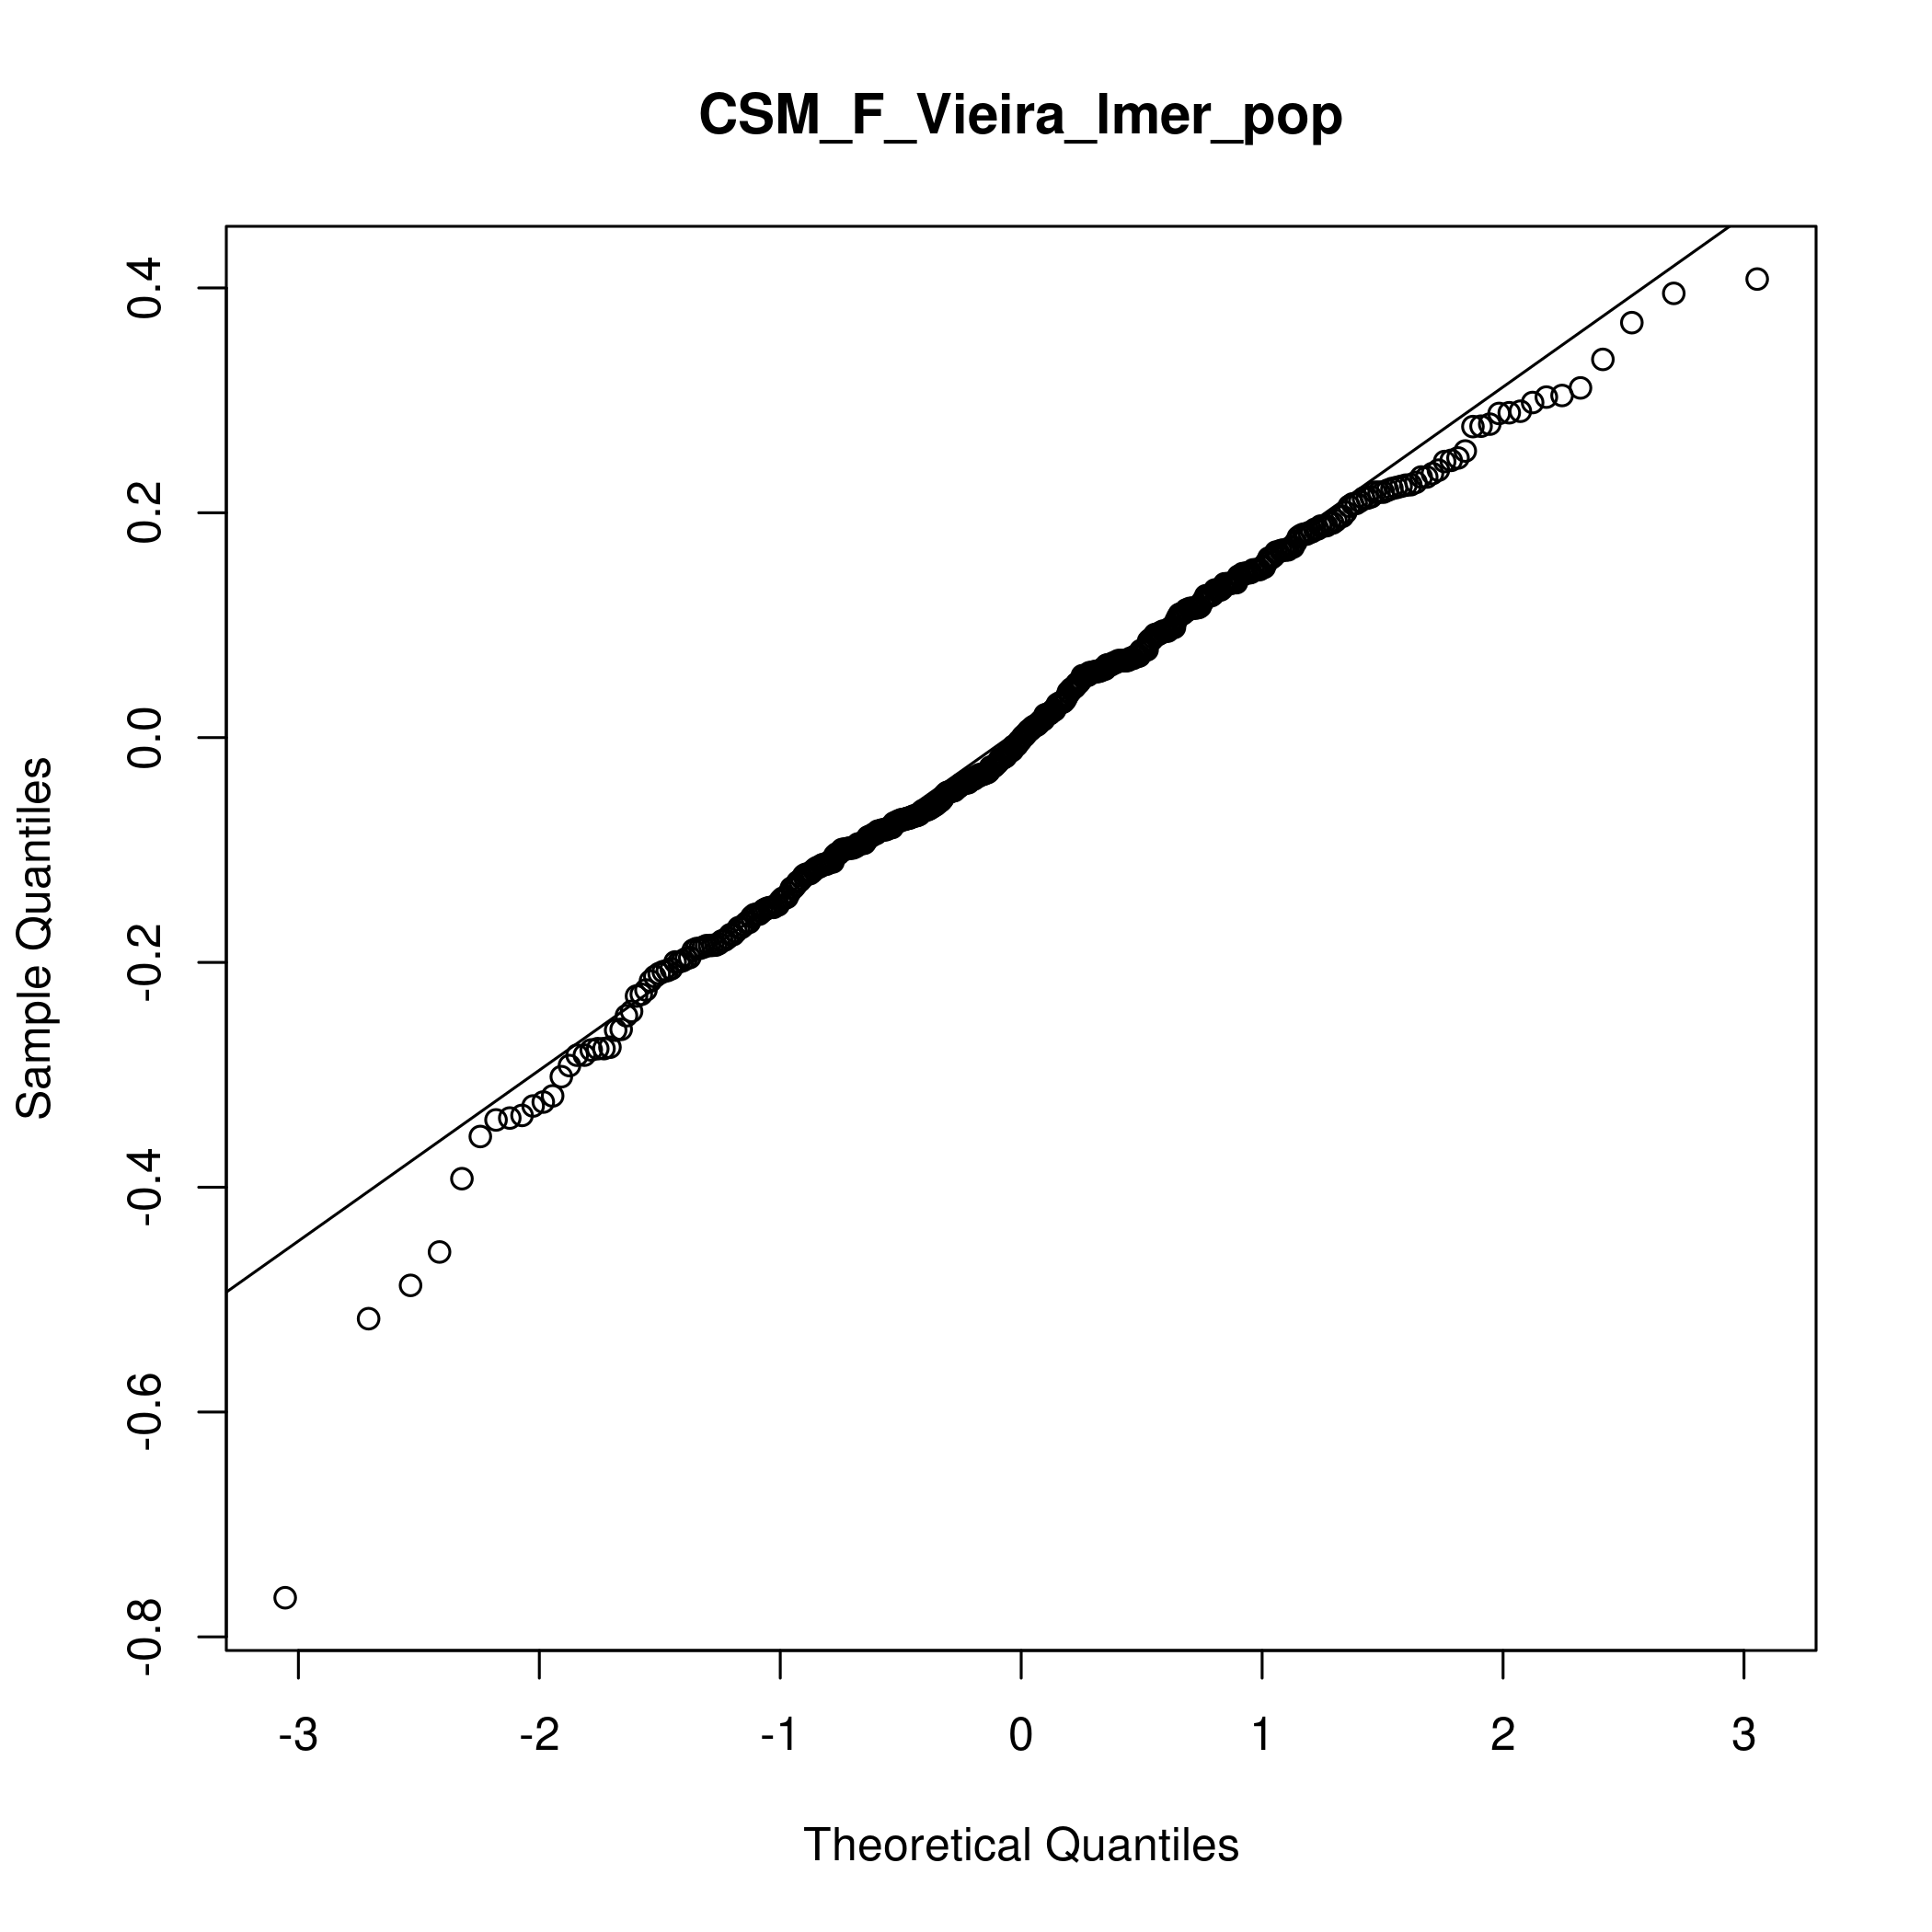 CSM_F_Vieira_lmer_pop
Sample Quantiles
0.4
0.2
0.0
-0.2
-0.4
-0.6
-0.8
-3 -2 -1 0 1 2 3
Theoretical Quantiles